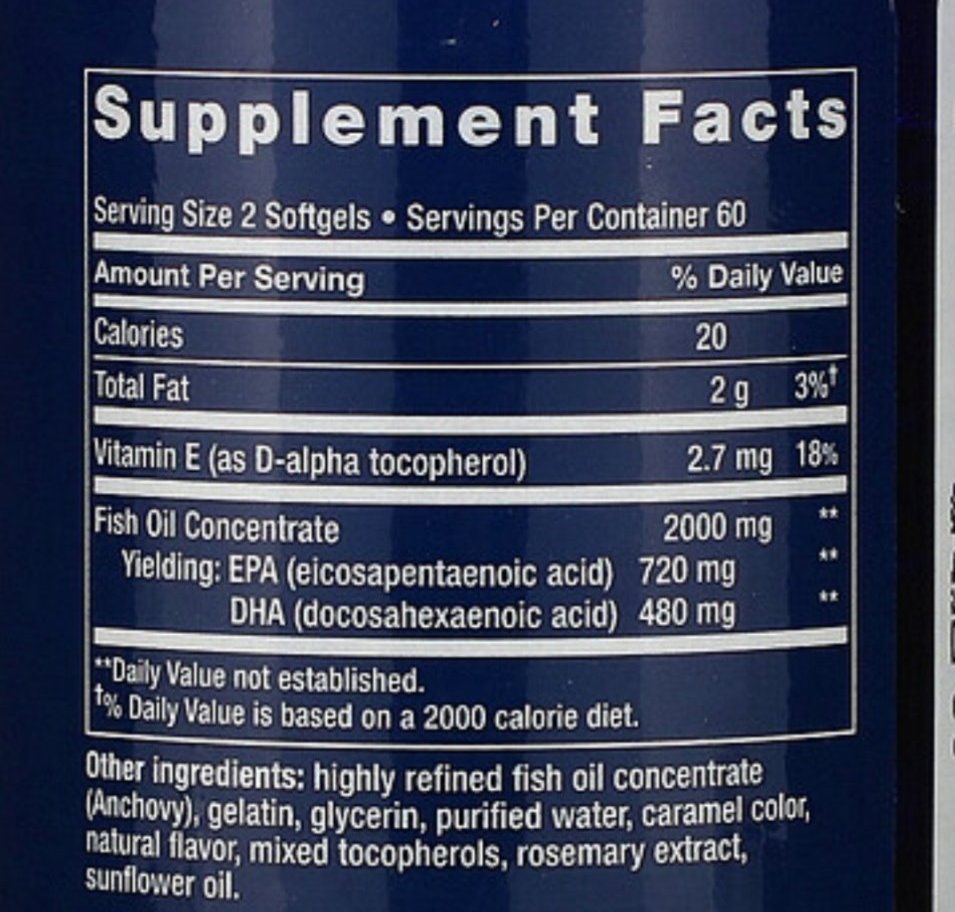 Supplement Facts
Serving Size 2 Softgels • Servings Per Container 60
Amount Per Serving % Daily Value
Calories 20
Total Fat 2 g 3%†
Vitamin E (as D-alpha tocopherol) 2.7 mg 18%
Fish Oil Concentrate 2000 mg **
Yielding: EPA (eicosapentaenoic acid) 720 mg **
DHA (docosahexaenoic acid) 480 mg **
**Daily Value not established.
†% Daily Value is based on a 2000 calorie diet.
Other ingredients: highly refined fish oil concentrate
(Anchovy), gelatin, glycerin, purified water, caramel color,
natural flavor, mixed tocopherols, rosemary extract,
sunflower oil.